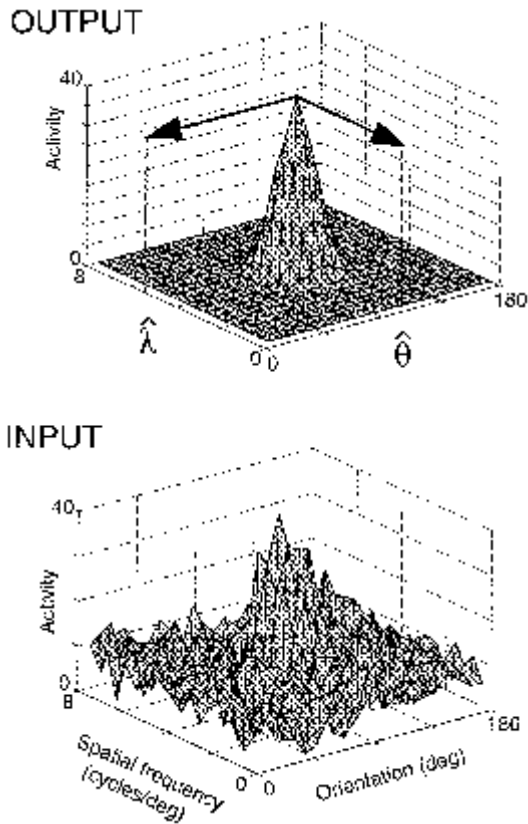 OUTPUT
40
Activity
0
8
λ̂
0
0
θ̂
180
INPUT
40
Activity
0
8
Spatial frequency
(cycles/deg)
0
0
Orientation (deg)
180